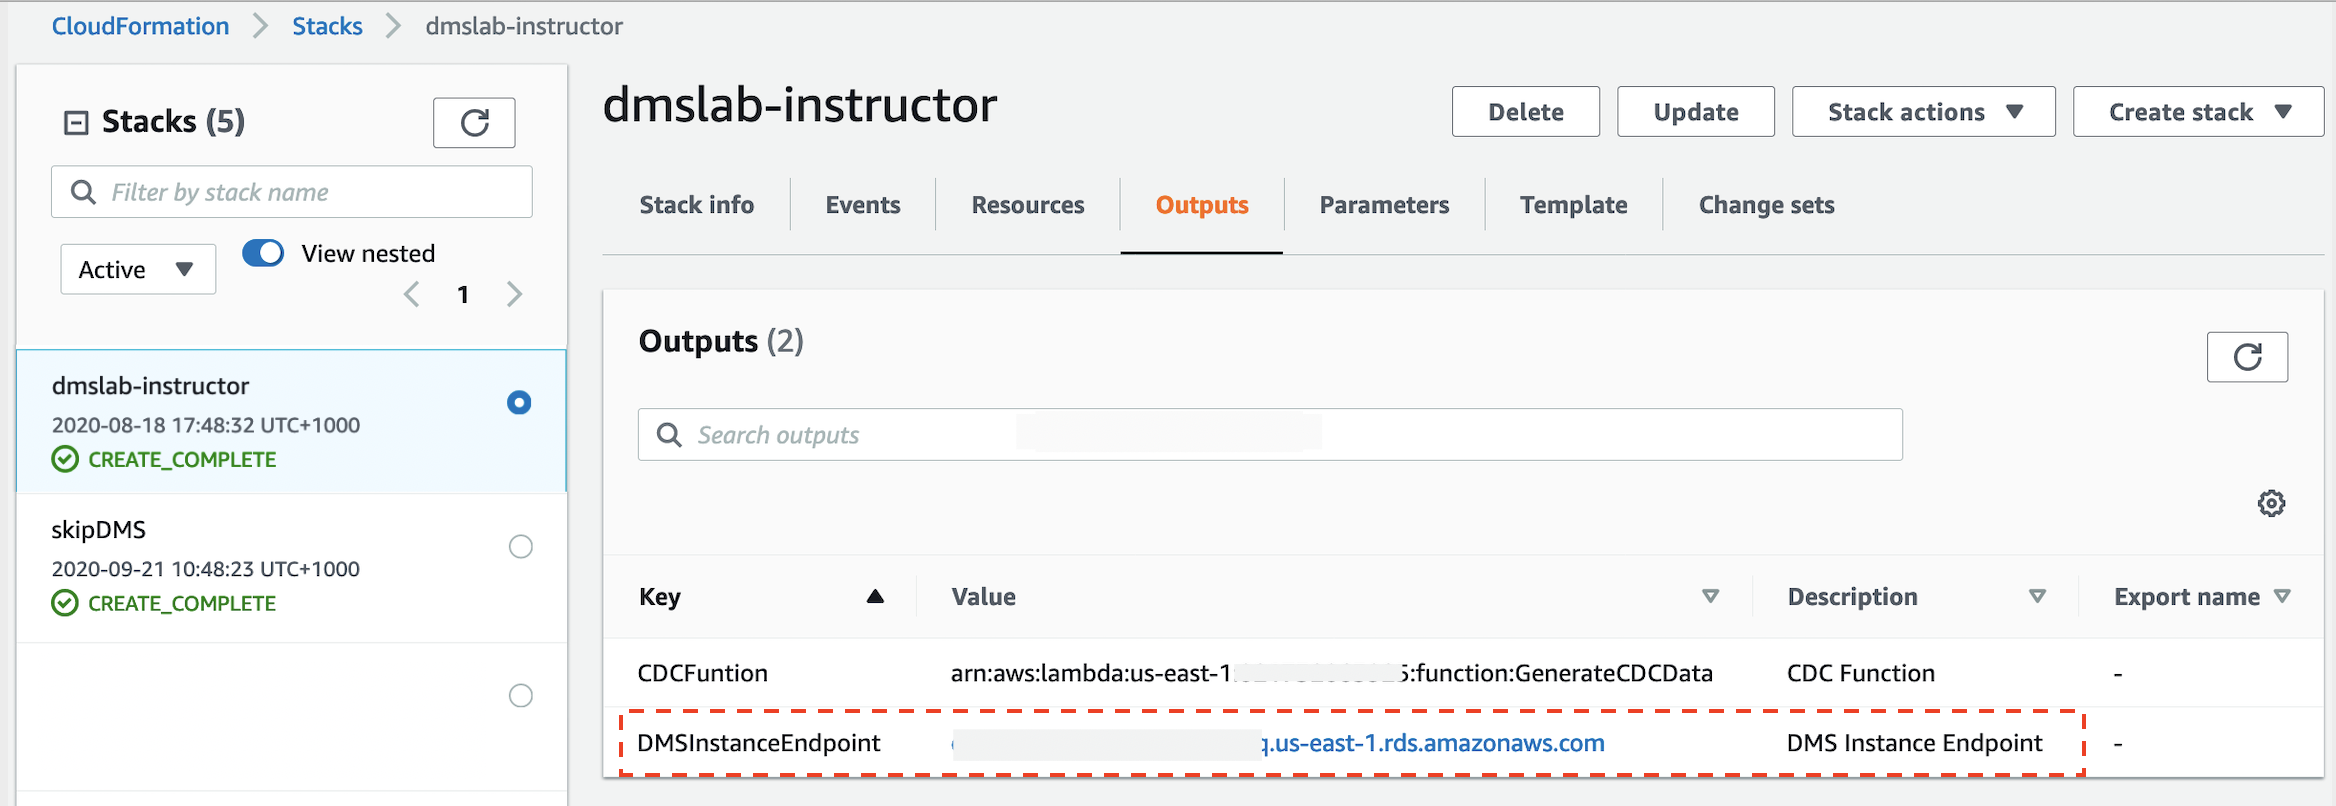 CloudFormation > Stacks > dmslab-instructor
Stacks (5)
Filter by stack name
Active
View nested
1
dmslab-instructor
2020-08-18 17:48:32 UTC+1000
CREATE_COMPLETE
skipDMS
2020-09-21 10:48:23 UTC+1000
CREATE_COMPLETE
dmslab-instructor
Delete Update Stack actions Create stack
Stack info Events Resources Outputs Parameters Template Change sets
Outputs (2)
Search outputs
Key Value Description Export name
CDCFuntion arn:aws:lambda:us-east-1: 5:function:GenerateCDCData CDC Function -
DMSInstanceEndpoint q.us-east-1.rds.amazonaws.com DMS Instance Endpoint -